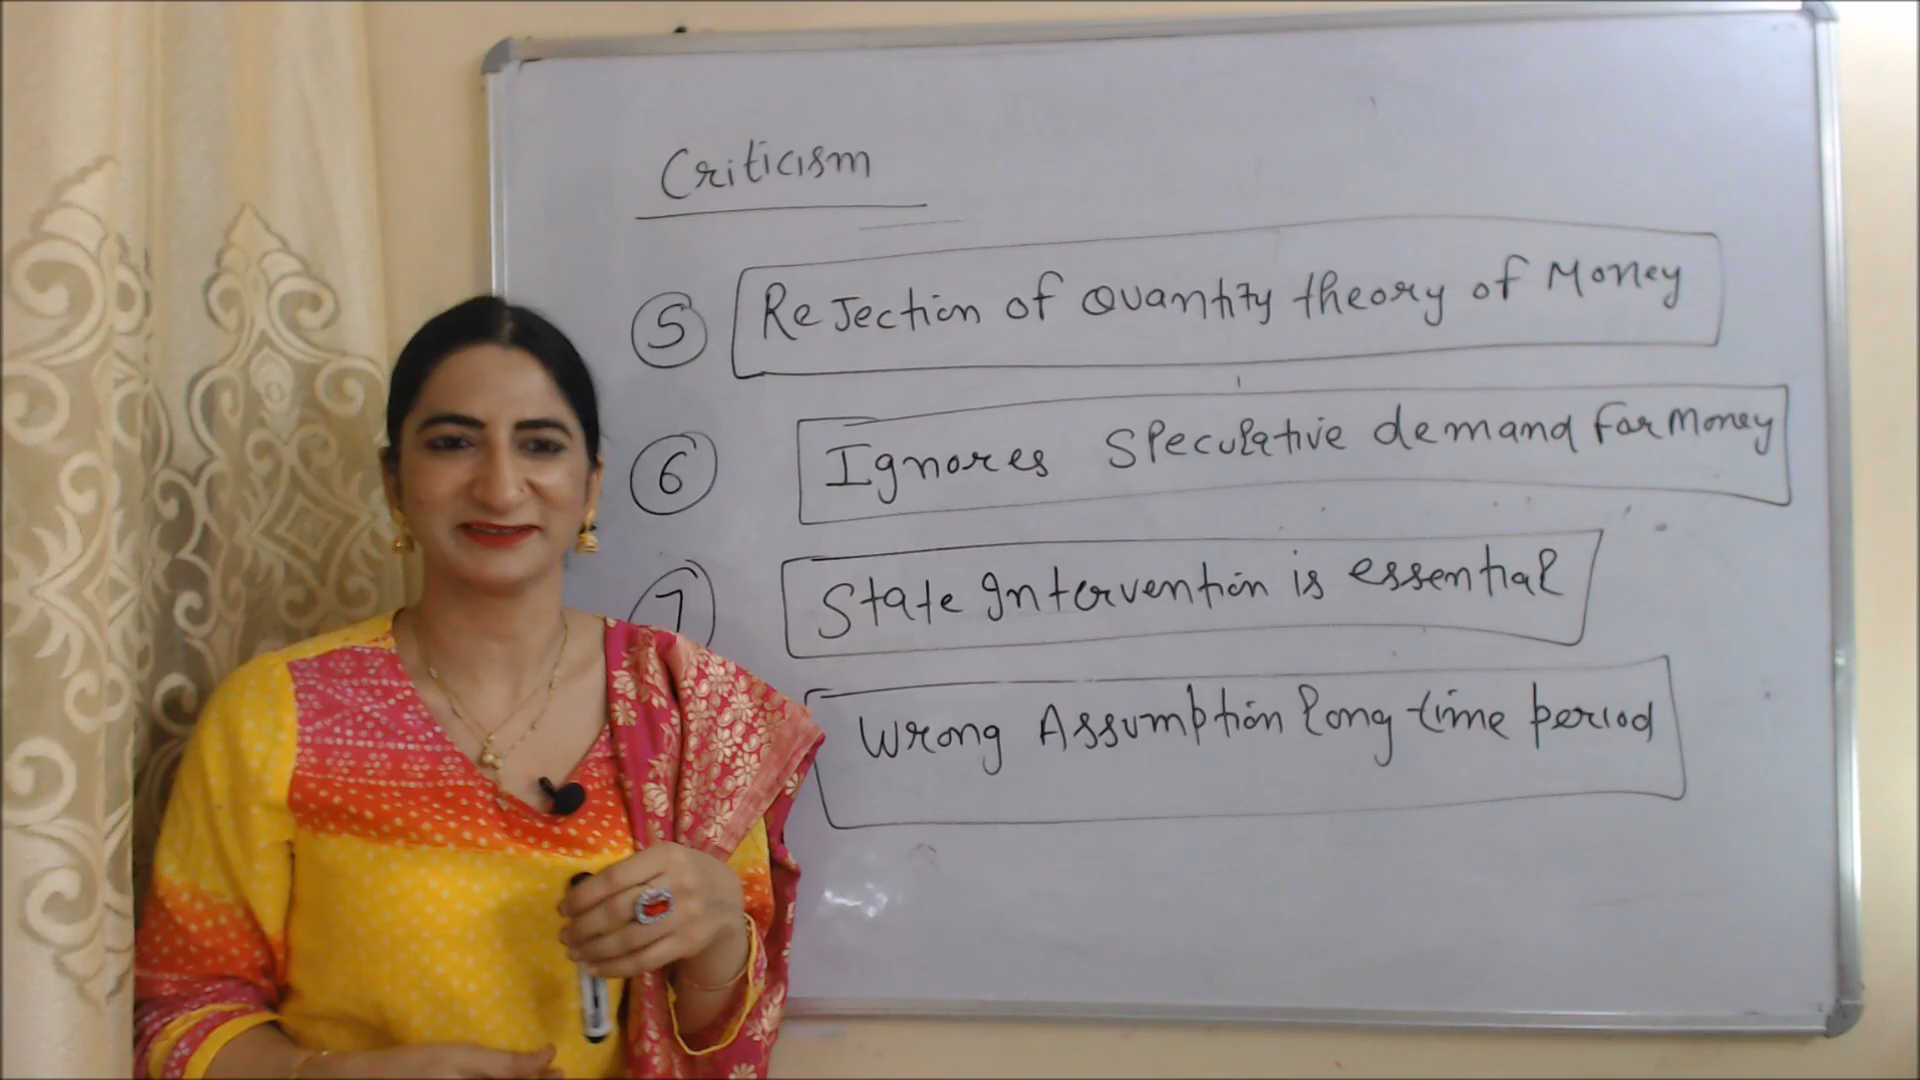 Criticism
5 Rejection of Quantity theory of Money
6 Ignores Speculative demand for Money
7 State Intervention is essential
Wrong Assumption long time period